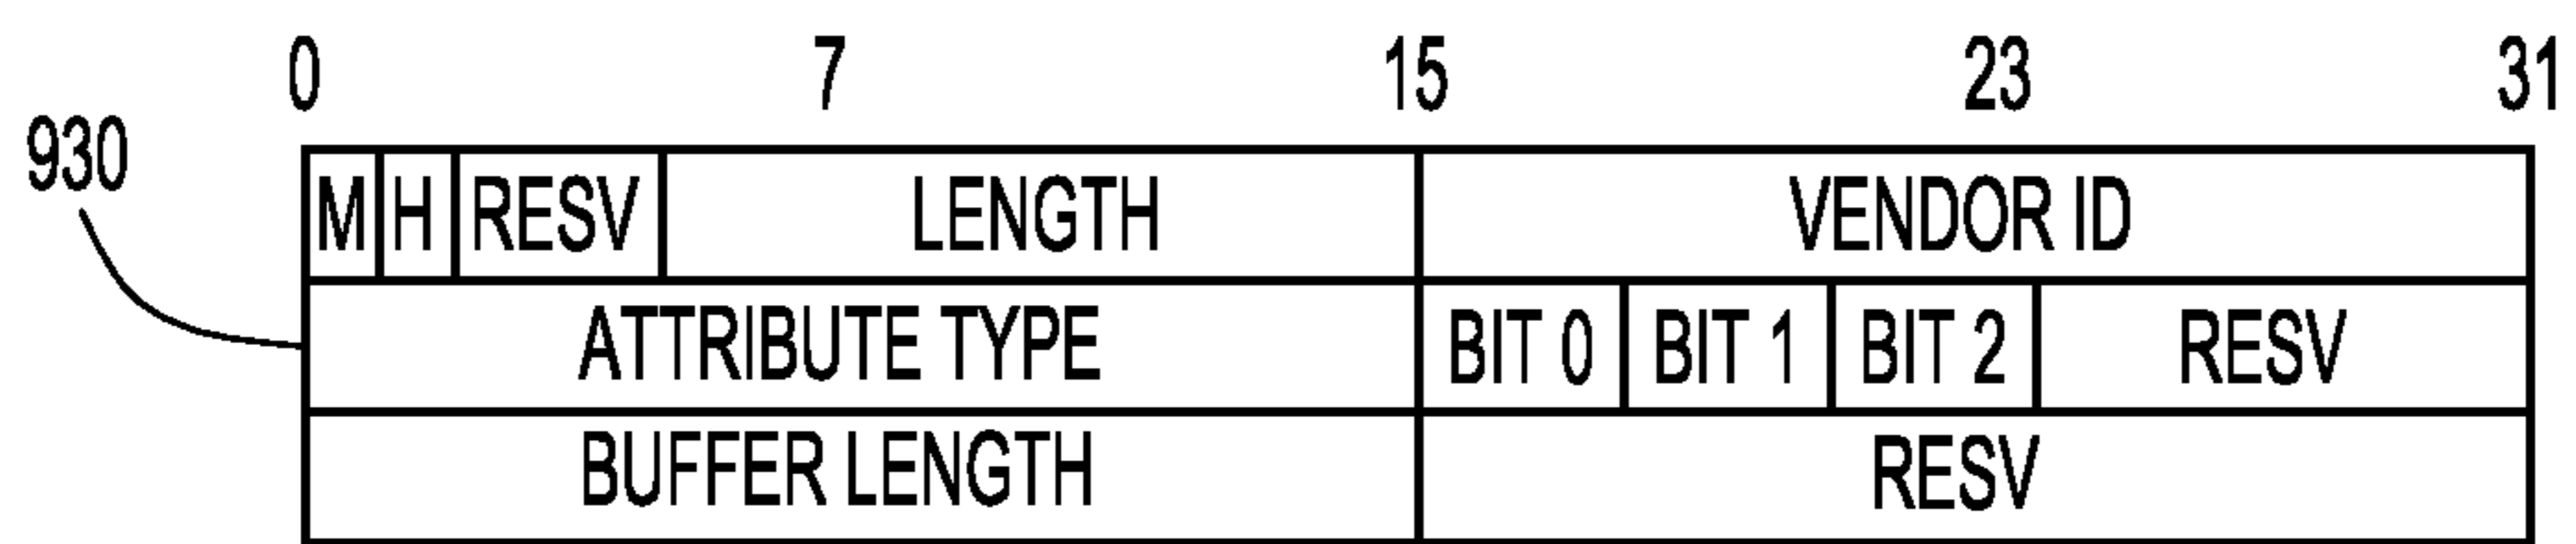 0 7 15 23 31
930
M H RESV LENGTH VENDOR ID
ATTRIBUTE TYPE BIT 0 BIT 1 BIT 2 RESV
BUFFER LENGTH RESV